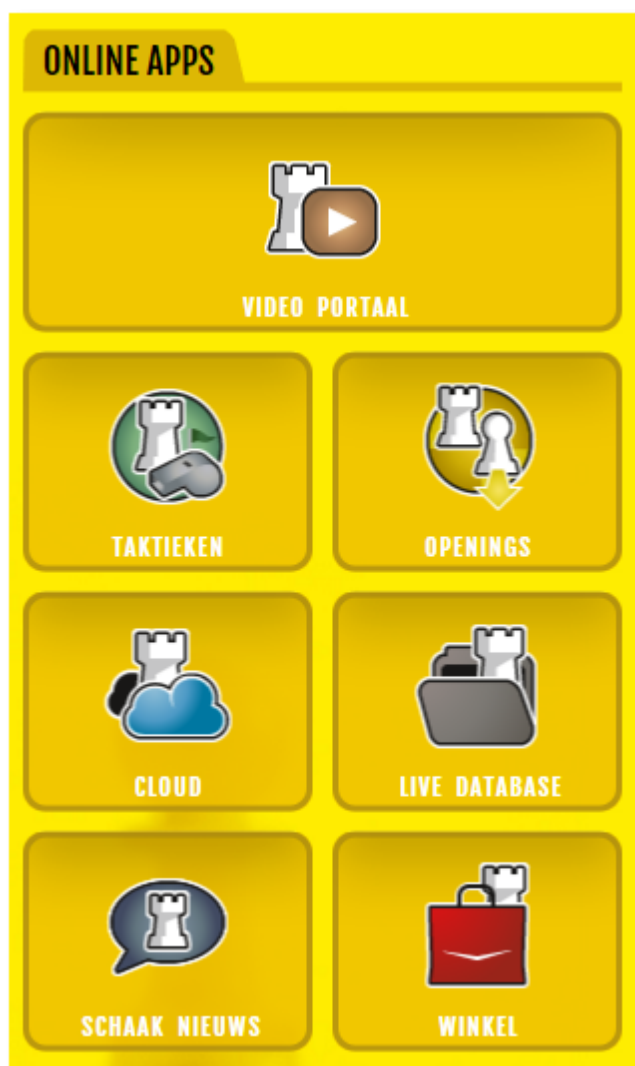 ONLINE APPS
VIDEO PORTAAL
TAKTIEKEN
OPENINGS
CLOUD
LIVE DATABASE
SCHAAK NIEUWS
WINKEL